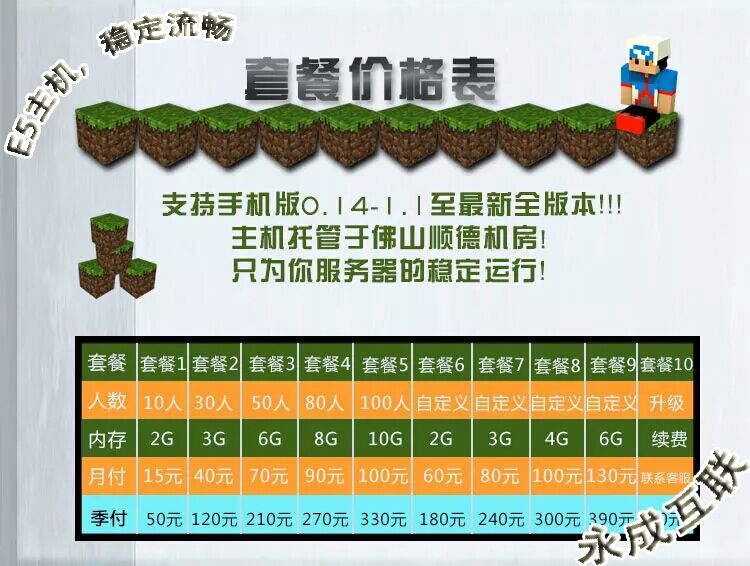 E5主机，稳定流畅
套餐价格表
支持手机版0.14-1.1至最新全版本!!!
主机托管于佛山顺德机房!
只为你服务器的稳定运行!
套餐 套餐1 套餐2 套餐3 套餐4 套餐5 套餐6 套餐7 套餐8 套餐9 套餐10
人数 10人 30人 50人 80人 100人 自定义 自定义 自定义 自定义 升级
内存 2G 3G 6G 8G 10G 2G 3G 4G 6G 续费
月付 15元 40元 70元 90元 100元 60元 80元 100元 130元 联系客服
季付 50元 120元 210元 270元 330元 180元 240元 300元 390元
永成互联